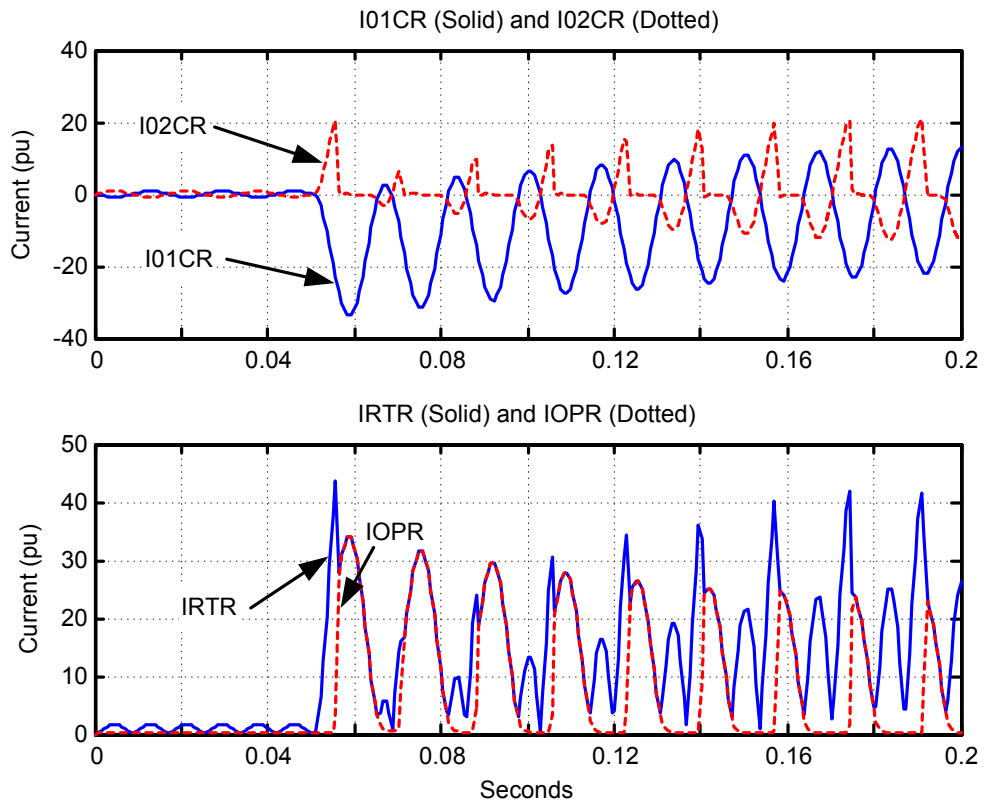 I01CR (Solid) and I02CR (Dotted)
40
20
0
-20
-40
Current (pu)
I02CR
I01CR
0 0.04 0.08 0.12 0.16 0.2
IRTR (Solid) and IOPR (Dotted)
50
40
30
20
10
0
Current (pu)
IOPR
IRTR
0 0.04 0.08 0.12 0.16 0.2
Seconds